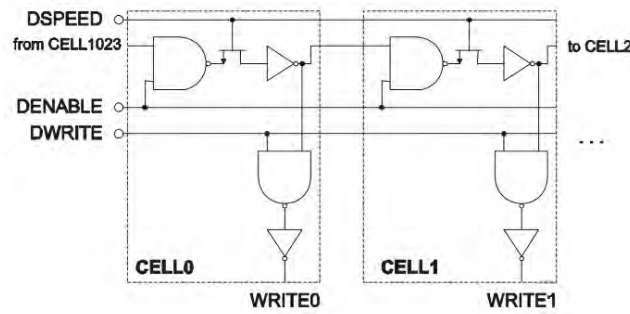 DSPEED
from CELL1023
to CELL2
DENABLE
DWRITE
. . .
CELL0
CELL1
WRITE0
WRITE1